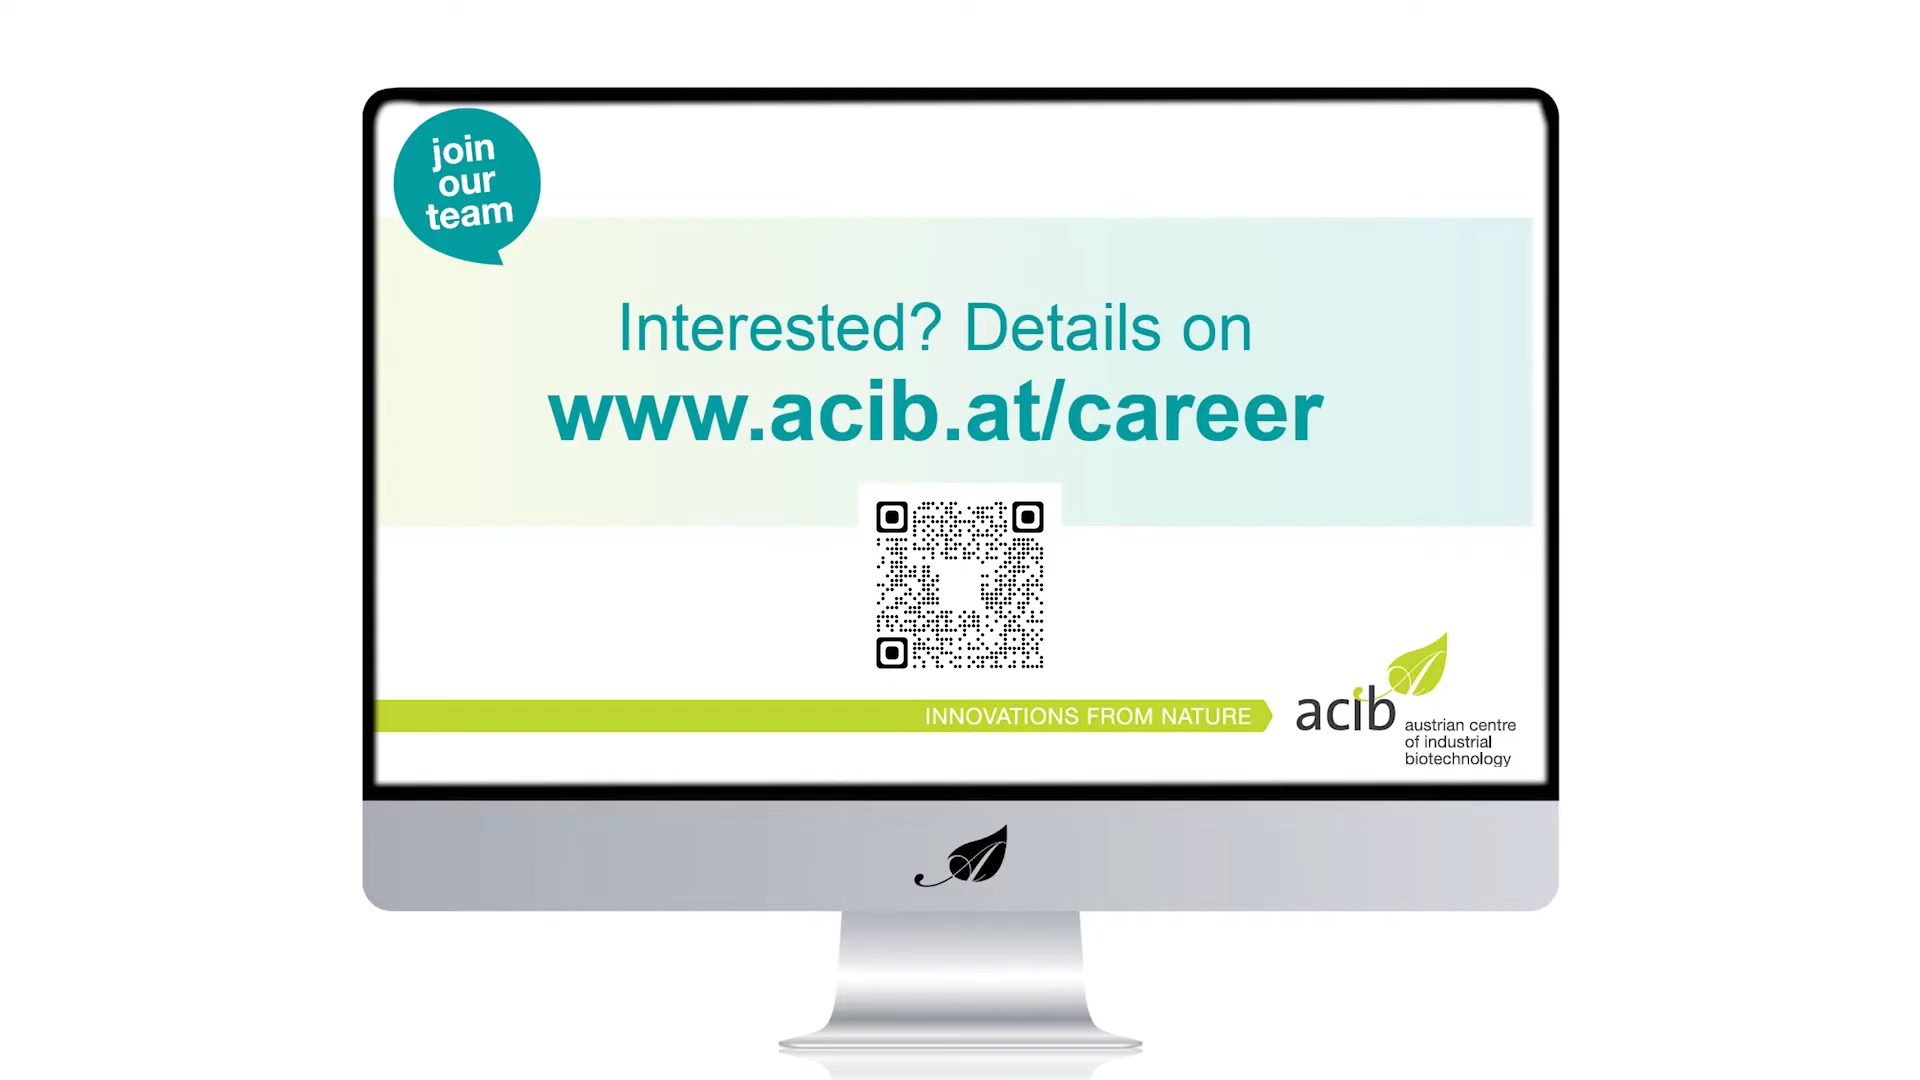 join
our
team
Interested? Details on
www.acib.at/career
INNOVATIONS FROM NATURE
acib
austrian centre
of industrial
biotechnology